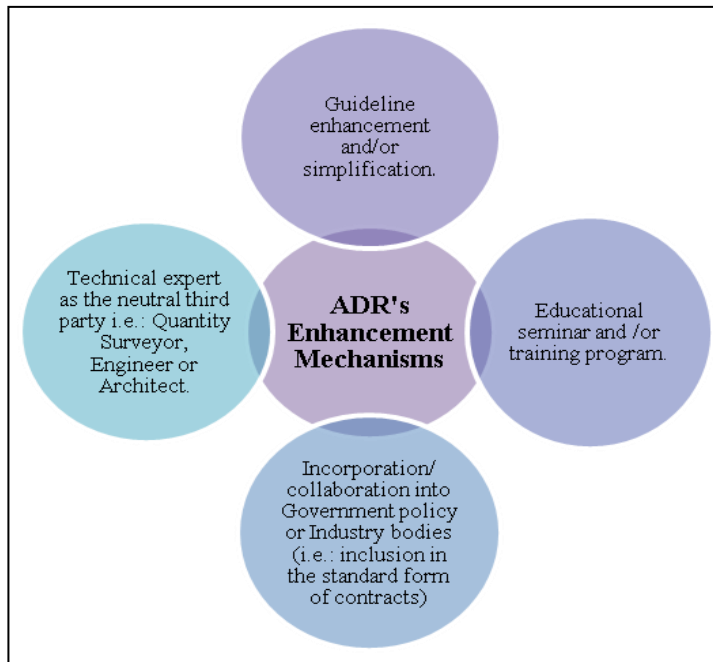 Guideline
enhancement
and/or
simplification.
Technical expert
as the neutral third
party i.e.: Quantity
Surveyor,
Engineer or
Architect.
ADR's
Enhancement
Mechanisms
Educational
seminar and /or
training program.
Incorporation/
collaboration into
Government policy
or Industry bodies
(i.e.: inclusion in
the standard form
of contracts)